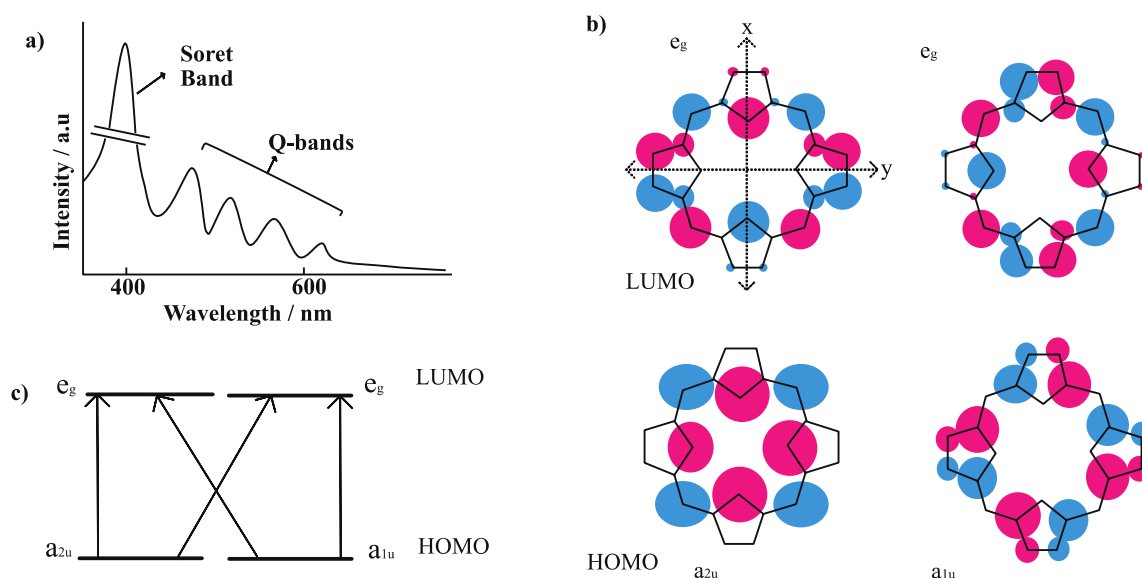 a)
Soret
Band
Q-bands
Intensity / a.u
400
600
Wavelength / nm
b)
eg
x
eg
y
LUMO
HOMO
a2u
a1u
c)
eg
eg
LUMO
a2u
a1u
HOMO